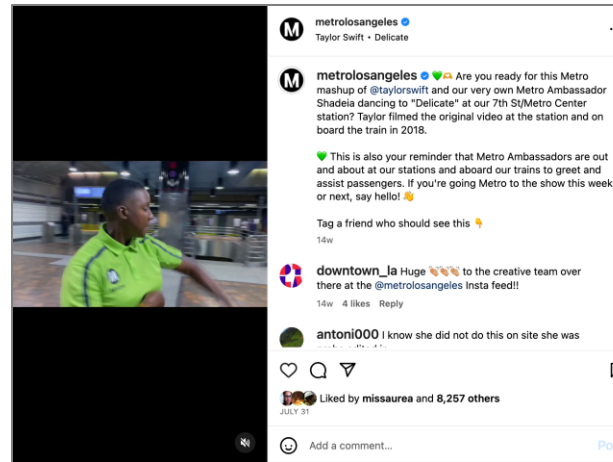 metrolosangeles
Taylor Swift • Delicate
metrolosangeles 💚🫶 Are you ready for this Metro
mashup of @taylorswift and our very own Metro Ambassador
Shadeia dancing to "Delicate" at our 7th St/Metro Center
station? Taylor filmed the original video at the station and on
board the train in 2018.
💚 This is also your reminder that Metro Ambassadors are out
and about at our stations and aboard our trains to greet and
assist passengers. If you're going Metro to the show this week
or next, say hello! 👋
Tag a friend who should see this 👇
14w
downtown_la Huge 👏🏼👏🏼👏🏼 to the creative team over
there at the @metrolosangeles Insta feed!!
14w 4 likes Reply
antoni000 I know she did not do this on site she was
Liked by missaurea and 8,257 others
JULY 31
Add a comment...
Po